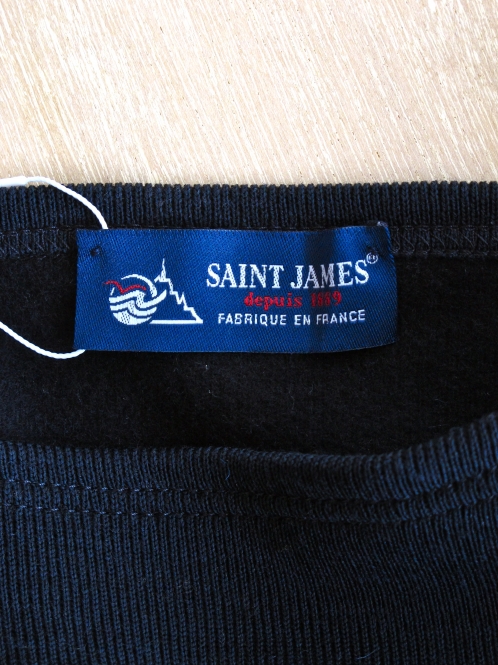 SAINT JAMES®
depuis 1889
FABRIQUE EN FRANCE